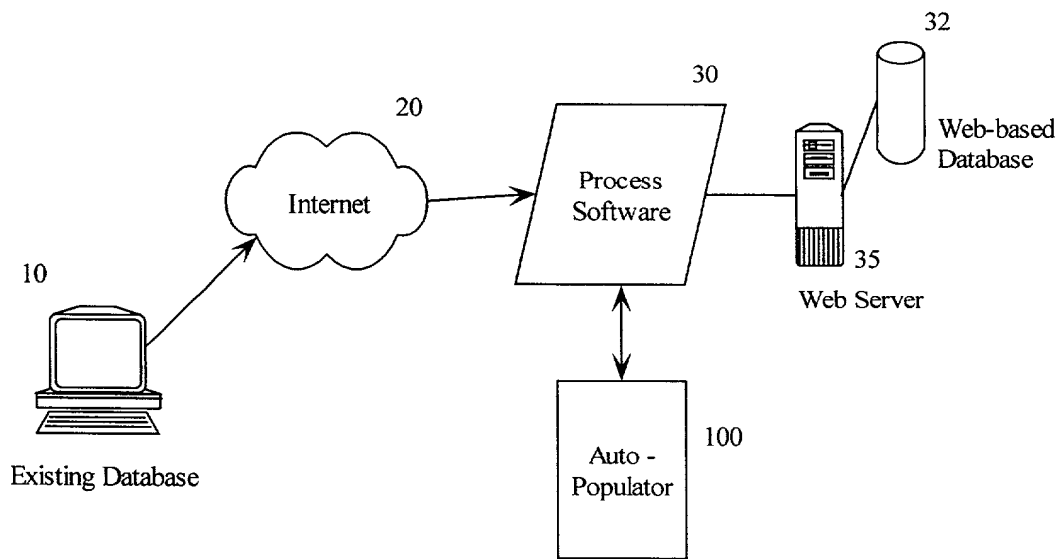 32
30
20
Web-based
Database
Process
Software
Internet
10
35
Web Server
100
Auto -
Populator
Existing Database